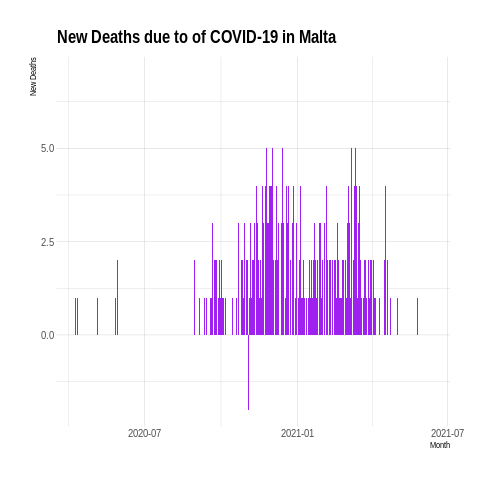 New Deaths due to of COVID-19 in Malta
New Deaths
5.0
2.5
0.0
2020-07
2021-01
2021-07
Month